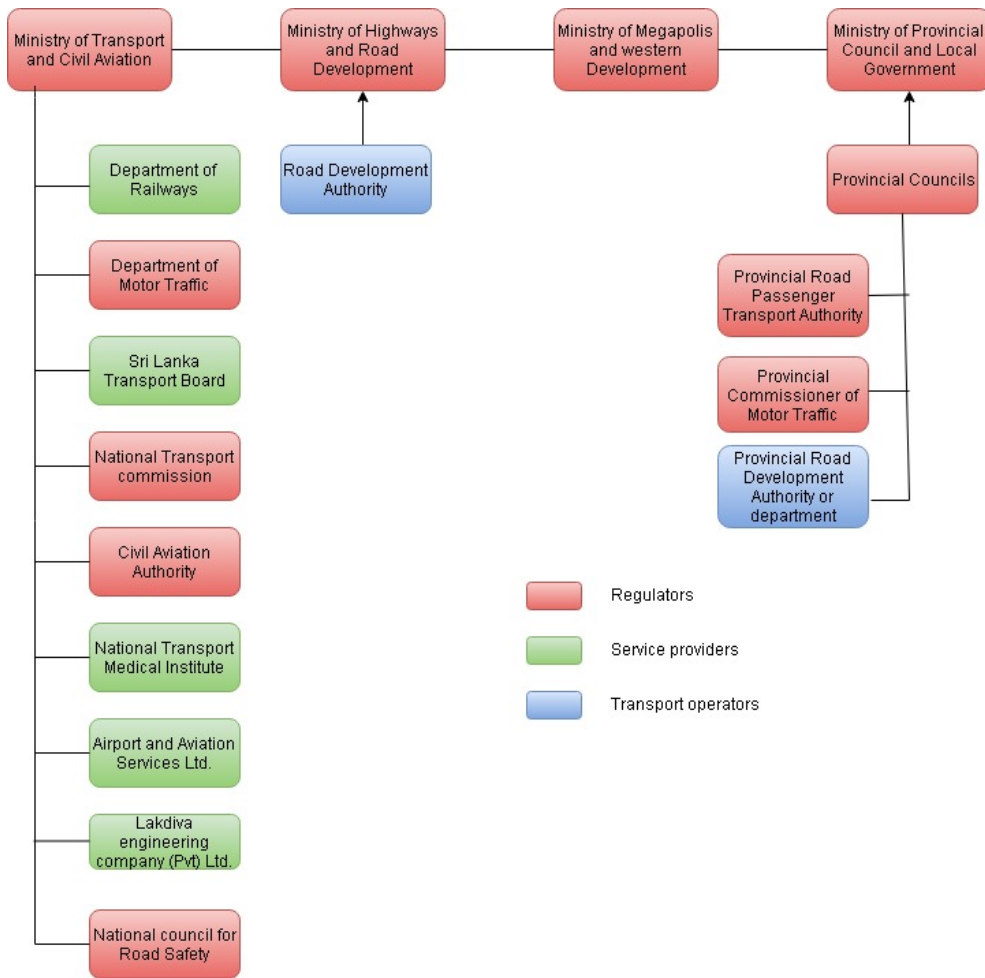 Ministry of Transport
and Civil Aviation
Ministry of Highways
and Road
Development
Ministry of Megapolis
and western
Development
Ministry of Provincial
Council and Local
Government
Department of
Railways
Road Development
Authority
Provincial Councils
Department of
Motor Traffic
Provincial Road
Passenger
Transport Authority
Sri Lanka
Transport Board
Provincial
Commissioner of
Motor Traffic
National Transport
commission
Provincial Road
Development
Authority or
department
Civil Aviation
Authority
National Transport
Medical Institute
Airport and Aviation
Services Ltd.
Lakdiva
engineering
company (Pvt) Ltd.
National council for
Road Safety
Regulators
Service providers
Transport operators